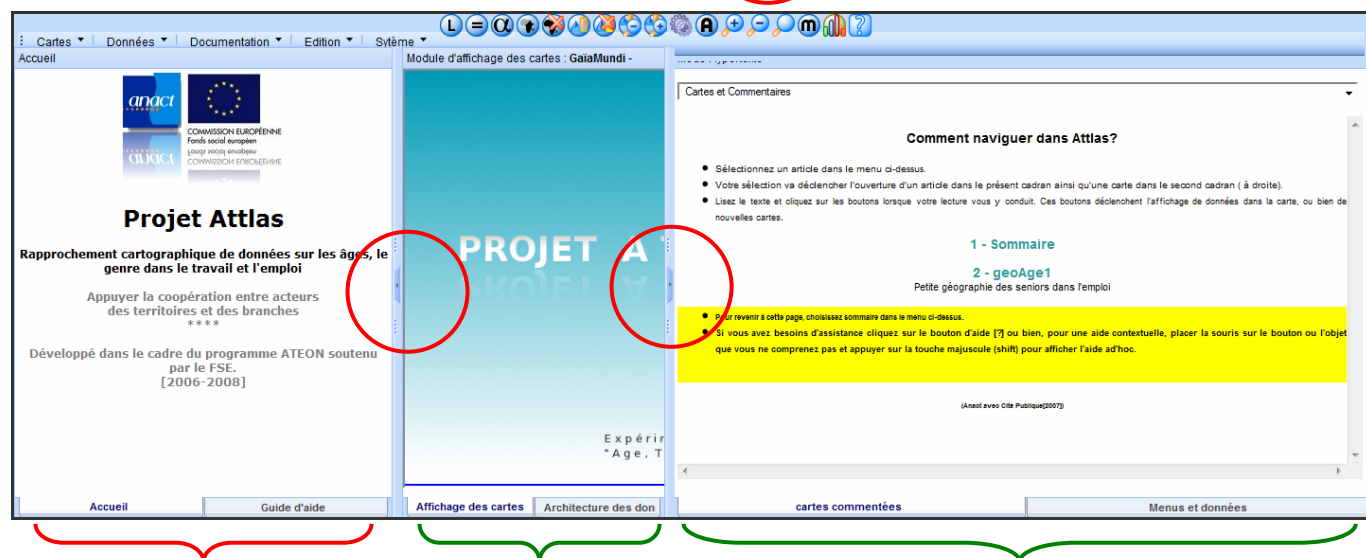 Cartes Données Documentation Edition Sytème
L = α A m ?
Accueil
anact
COMMISSION EUROPÉENNE
Fonds social européen
Projet Attlas
Rapprochement cartographique de données sur les âges, le
genre dans le travail et l'emploi
Appuyer la coopération entre acteurs
des territoires et des branches
****
Développé dans le cadre du programme ATEON soutenu
par le FSE.
[2006-2008]
Accueil Guide d'aide
Module d'affichage des cartes : GaïaMundi -
PROJET A
Expérir
"Age, T
Affichage des cartes Architecture des don
Cartes et Commentaires
Comment naviguer dans Attlas?
Sélectionnez un article dans le menu ci-dessus.
Votre sélection va déclencher l'ouverture d'un article dans le présent cadran ainsi qu'une carte dans le second cadran ( à droite).
Lisez le texte et cliquez sur les boutons lorsque votre lecture vous y conduit. Ces boutons déclenchent l'affichage de données dans la carte, ou bien de
nouvelles cartes.
1 - Sommaire
2 - geoAge1
Petite géographie des seniors dans l'emploi
Pour revenir à cette page, choisissez sommaire dans le menu ci-dessus.
Si vous avez besoins d'assistance cliquez sur le bouton d'aide [?] ou bien, pour une aide contextuelle, placer la souris sur le bouton ou l'objet
que vous ne comprenez pas et appuyer sur la touche majuscule (shift) pour afficher l'aide ad'hoc.
(Anact avec Cité Publique[2007])
cartes commentées Menus et données